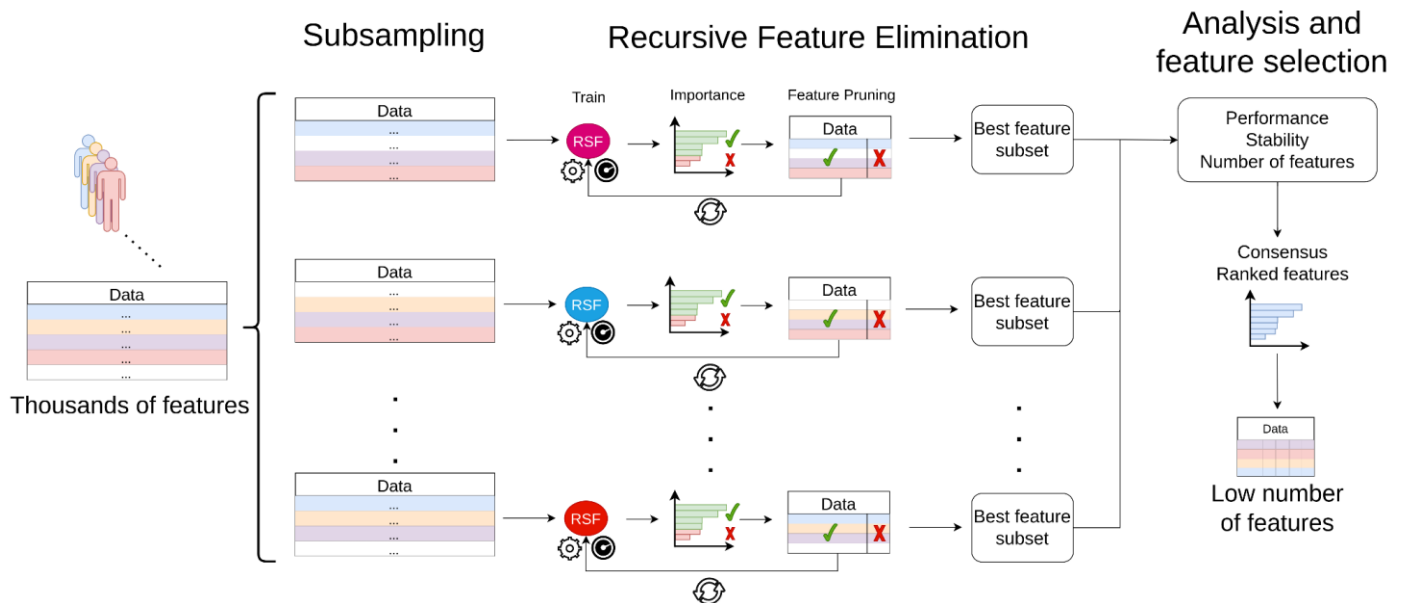 Subsampling
Recursive Feature Elimination
Analysis and
feature selection
Data
...
...
...
...
...
Thousands of features
Data
...
...
...
...
Train
RSF
Importance
✓
X
Feature Pruning
Data
✓
X
Best feature
subset
Data
...
...
...
...
RSF
✓
X
Data
✓
X
Best feature
subset
Data
...
...
...
...
RSF
✓
X
Data
✓
X
Best feature
subset
Performance
Stability
Number of features
Consensus
Ranked features
Data
Low number
of features